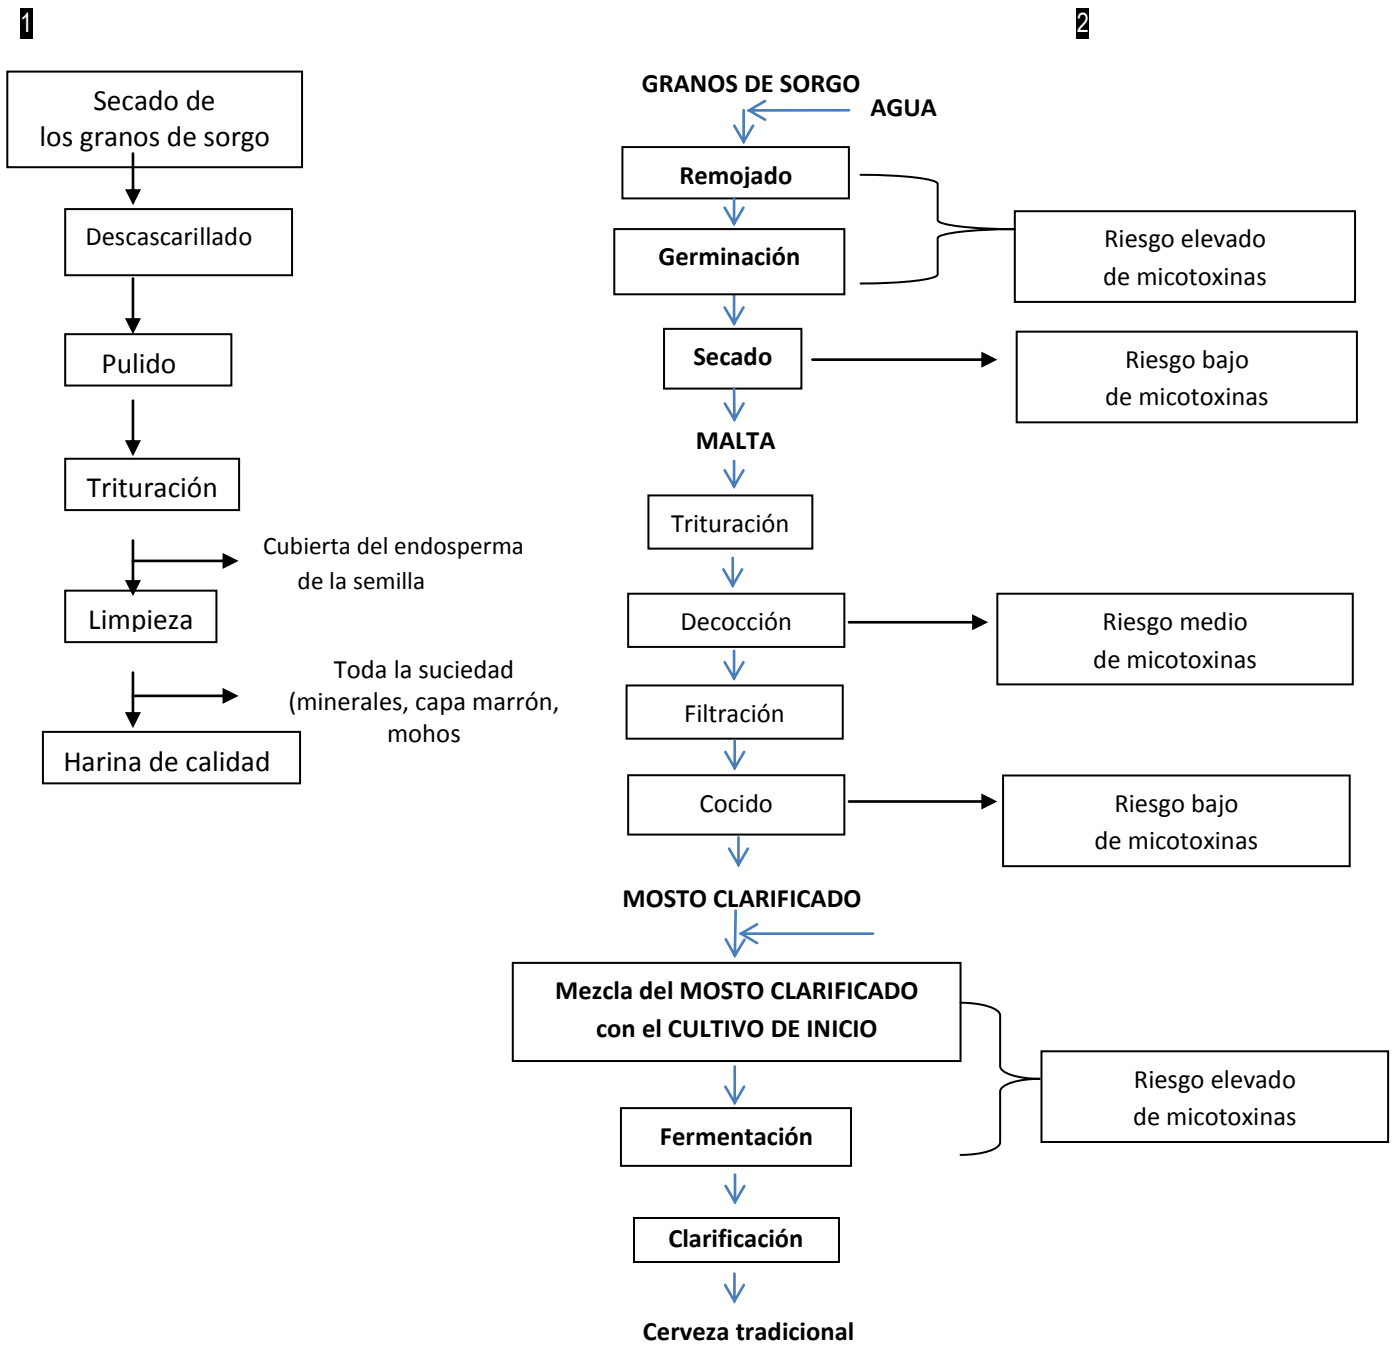 1
Secado de
los granos de sorgo
Descascarillado
Pulido
Trituración
Cubierta del endosperma
de la semilla
Limpieza
Toda la suciedad
(minerales, capa marrón,
mohos
Harina de calidad
2
GRANOS DE SORGO
AGUA
Remojado
Germinación
Riesgo elevado
de micotoxinas
Secado
Riesgo bajo
de micotoxinas
MALTA
Trituración
Decocción
Riesgo medio
de micotoxinas
Filtración
Cocido
Riesgo bajo
de micotoxinas
MOSTO CLARIFICADO
Mezcla del MOSTO CLARIFICADO
con el CULTIVO DE INICIO
Riesgo elevado
de micotoxinas
Fermentación
Clarificación
Cerveza tradicional